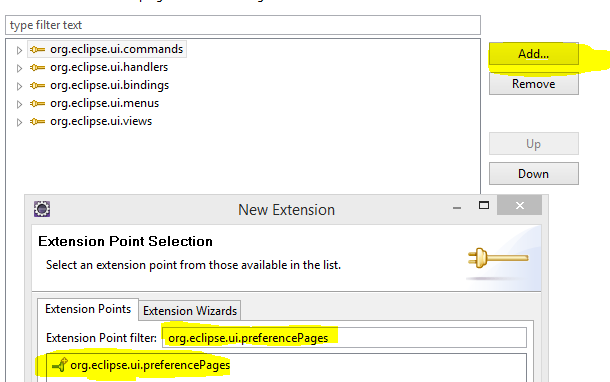 type filter text
org.eclipse.ui.commands
org.eclipse.ui.handlers
org.eclipse.ui.bindings
org.eclipse.ui.menus
org.eclipse.ui.views
Add...
Remove
Up
Down
New Extension
Extension Point Selection
Select an extension point from those available in the list.
Extension Points Extension Wizards
Extension Point filter: org.eclipse.ui.preferencePages
org.eclipse.ui.preferencePages